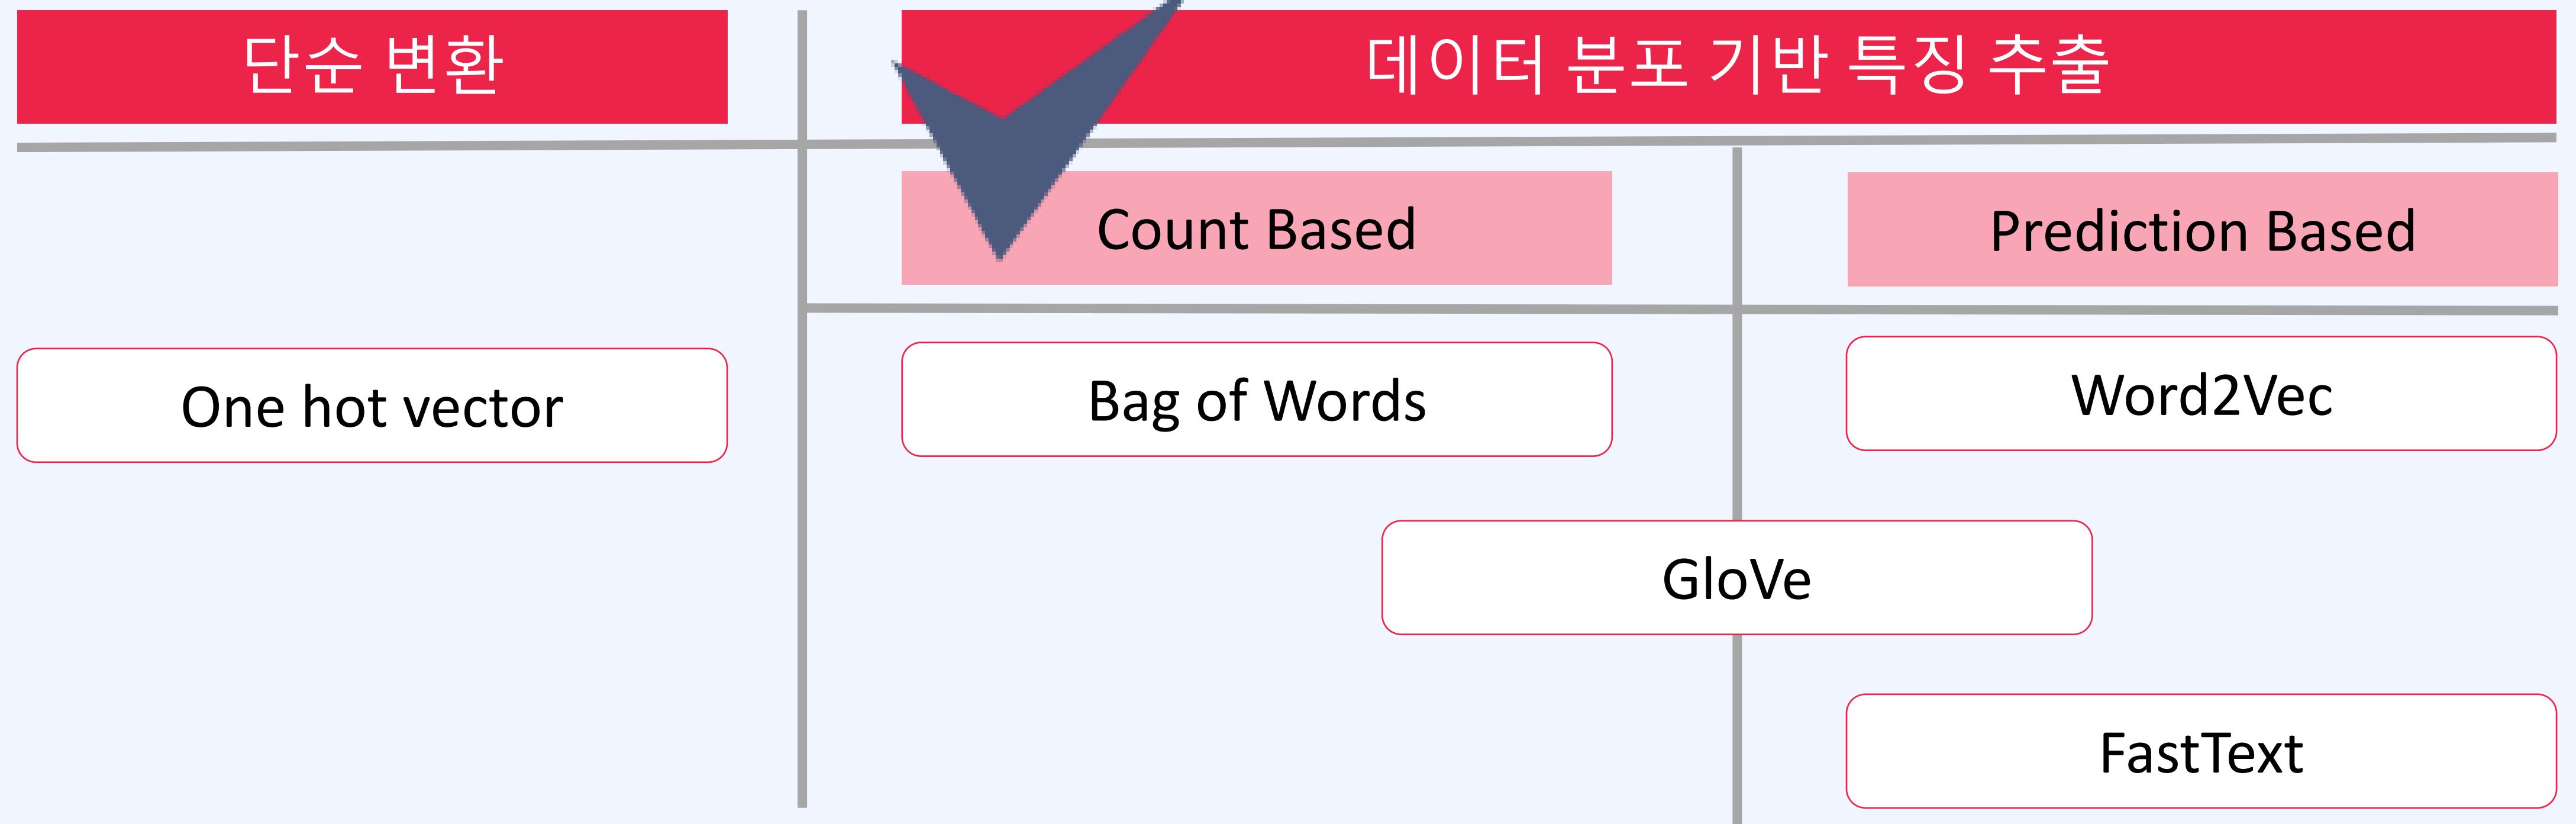 단순 변환
데이터 분포 기반 특징 추출
Count Based
Prediction Based
One hot vector
Bag of Words
Word2Vec
GloVe
FastText